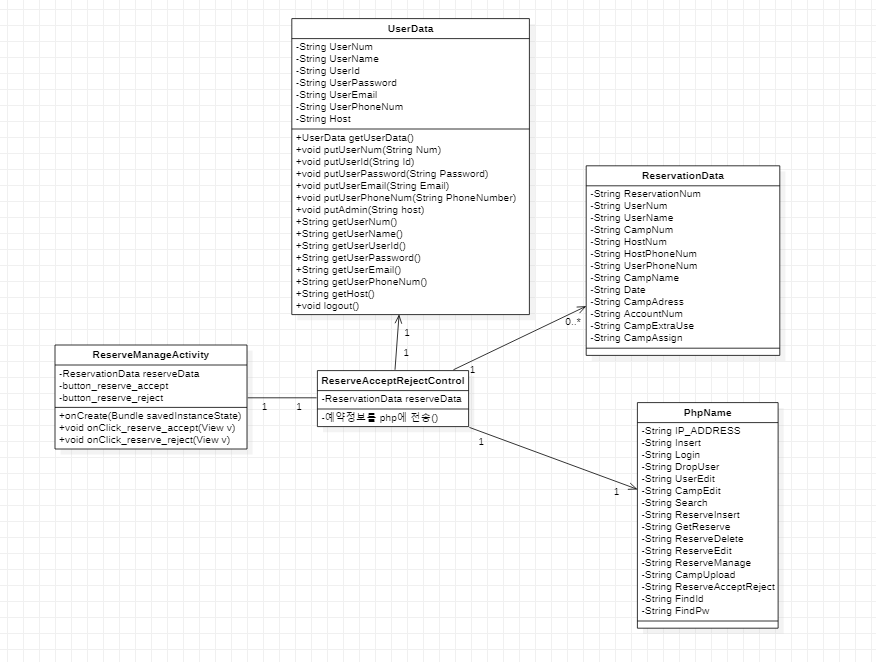 UserData
-String UserNum
-String UserName
-String UserId
-String UserPassword
-String UserEmail
-String UserPhoneNum
-String Host
+UserData getUserData()
+void putUserNum(String Num)
+void putUserId(String Id)
+void putUserPassword(String Password)
+void putUserEmail(String Email)
+void putUserPhoneNum(String PhoneNumber)
+void putAdmin(String host)
+String getUserNum()
+String getUserName()
+String getUserUserId()
+String getUserPassword()
+String getUserEmail()
+String getUserPhoneNum()
+String getHost()
+void logout()
ReservationData
-String ReservationNum
-String UserNum
-String UserName
-String CampNum
-String HostNum
-String HostPhoneNum
-String UserPhoneNum
-String CampName
-String Date
-String CampAdress
-String AccountNum
-String CampExtraUse
-String CampAssign
0..*
1
1
1
ReserveManageActivity
-ReservationData reserveData
-button_reserve_accept
-button_reserve_reject
+onCreate(Bundle savedInstanceState)
+void onClick_reserve_accept(View v)
+void onClick_reserve_reject(View v)
1
1
ReserveAcceptRejectControl
-ReservationData reserveData
-예약정보를 php에 전송()
1
1
PhpName
-String IP_ADDRESS
-String Insert
-String Login
-String DropUser
-String UserEdit
-String CampEdit
-String Search
-String ReserveInsert
-String GetReserve
-String ReserveDelete
-String ReserveEdit
-String ReserveManage
-String CampUpload
-String ReserveAcceptReject
-String FindId
-String FindPw